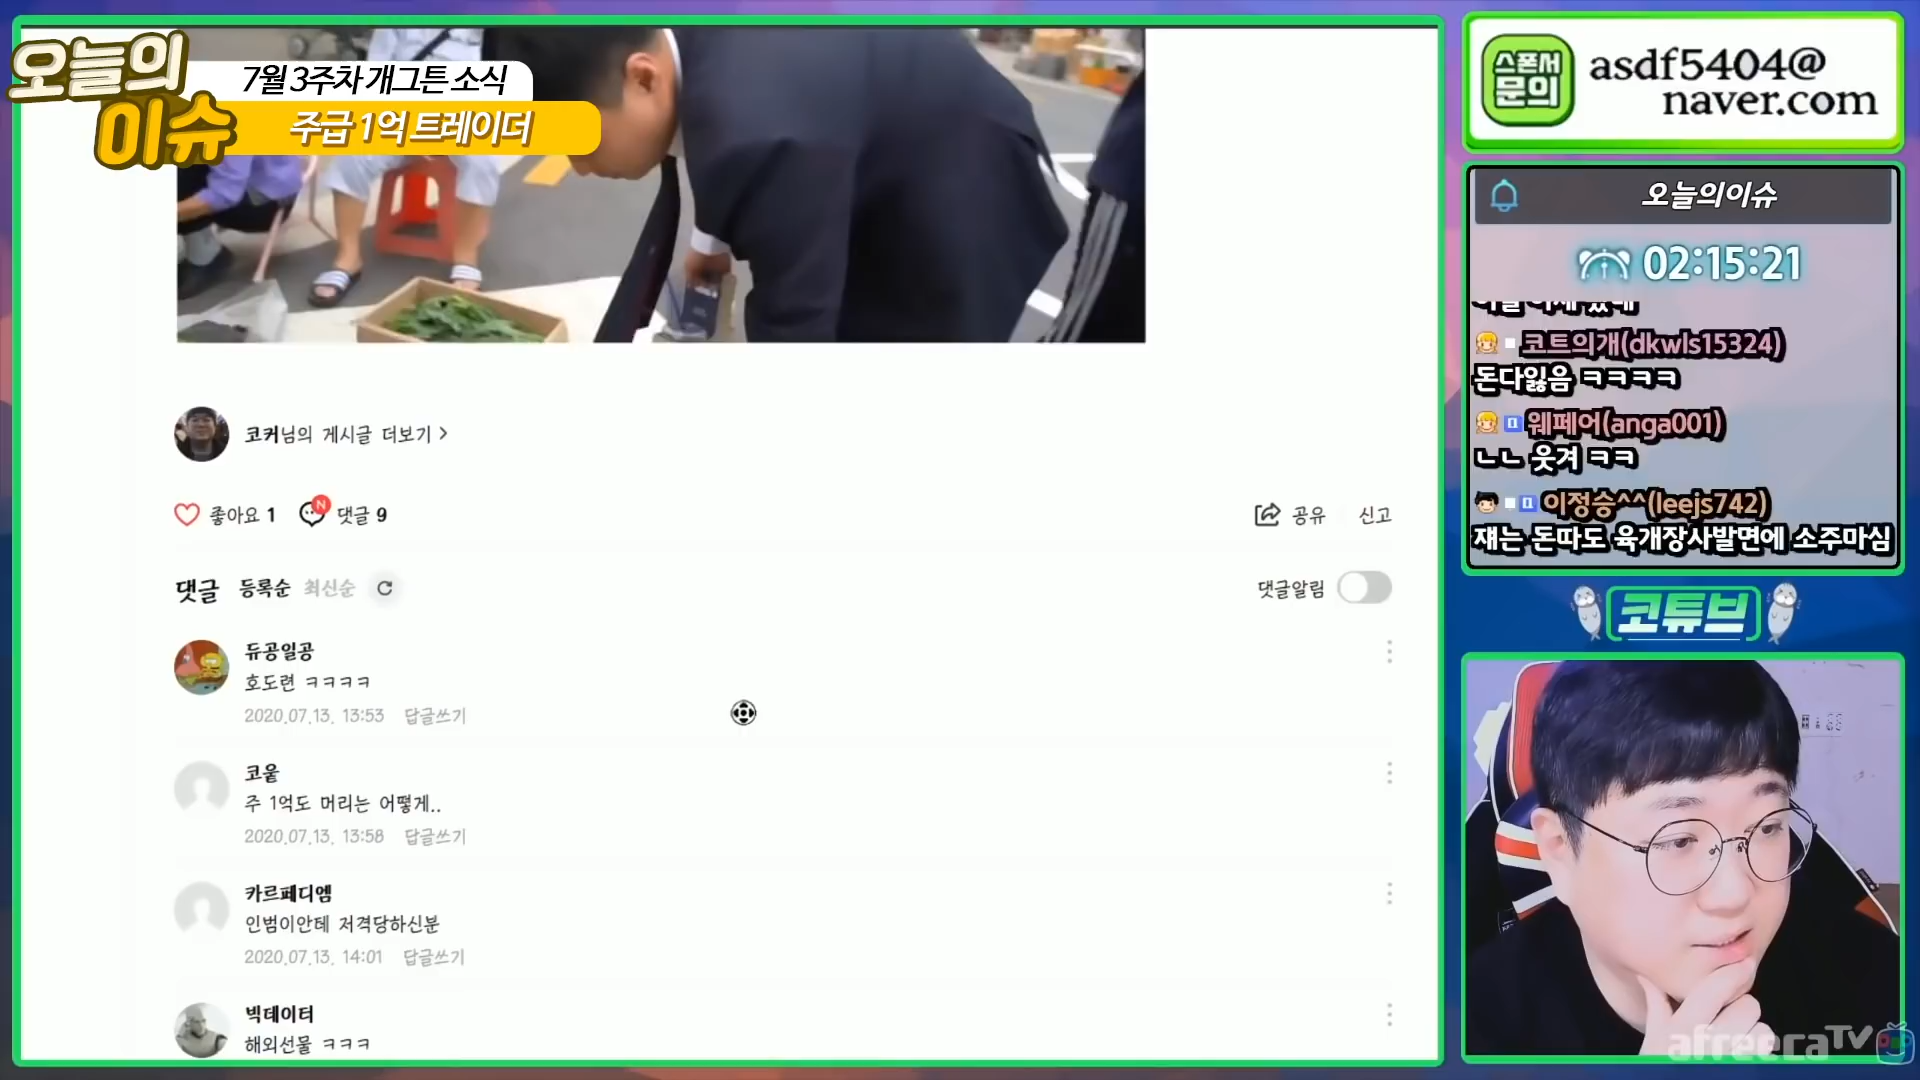 오늘의
이슈
7월 3주차 개그튼 소식
주급 1억 트레이더
코커님의 게시글 더보기 >
좋아요 1
N
댓글 9
공유
신고
댓글
등록순
최신순
댓글알림
듀공일공
호도련 ㅋㅋㅋㅋ
2020.07.13. 13:53 답글쓰기
코욷
주 1억도 머리는 어떻게..
2020.07.13. 13:58 답글쓰기
카르페디엠
인범이안테 저격당하신분
2020.07.13. 14:01 답글쓰기
빅데이터
해외선물 ㅋㅋㅋ
스폰서
문의
asdf5404@
naver.com
오늘의이슈
02:15:21
코트의개(dkwls15324)
돈다잃음 ㅋㅋㅋㅋ
웨페어(anga001)
ㄴㄴ 웃겨 ㅋㅋ
이정승^^(leejs742)
쟤는 돈따도 육개장사발면에 소주마심
코튜브
afreecaTV